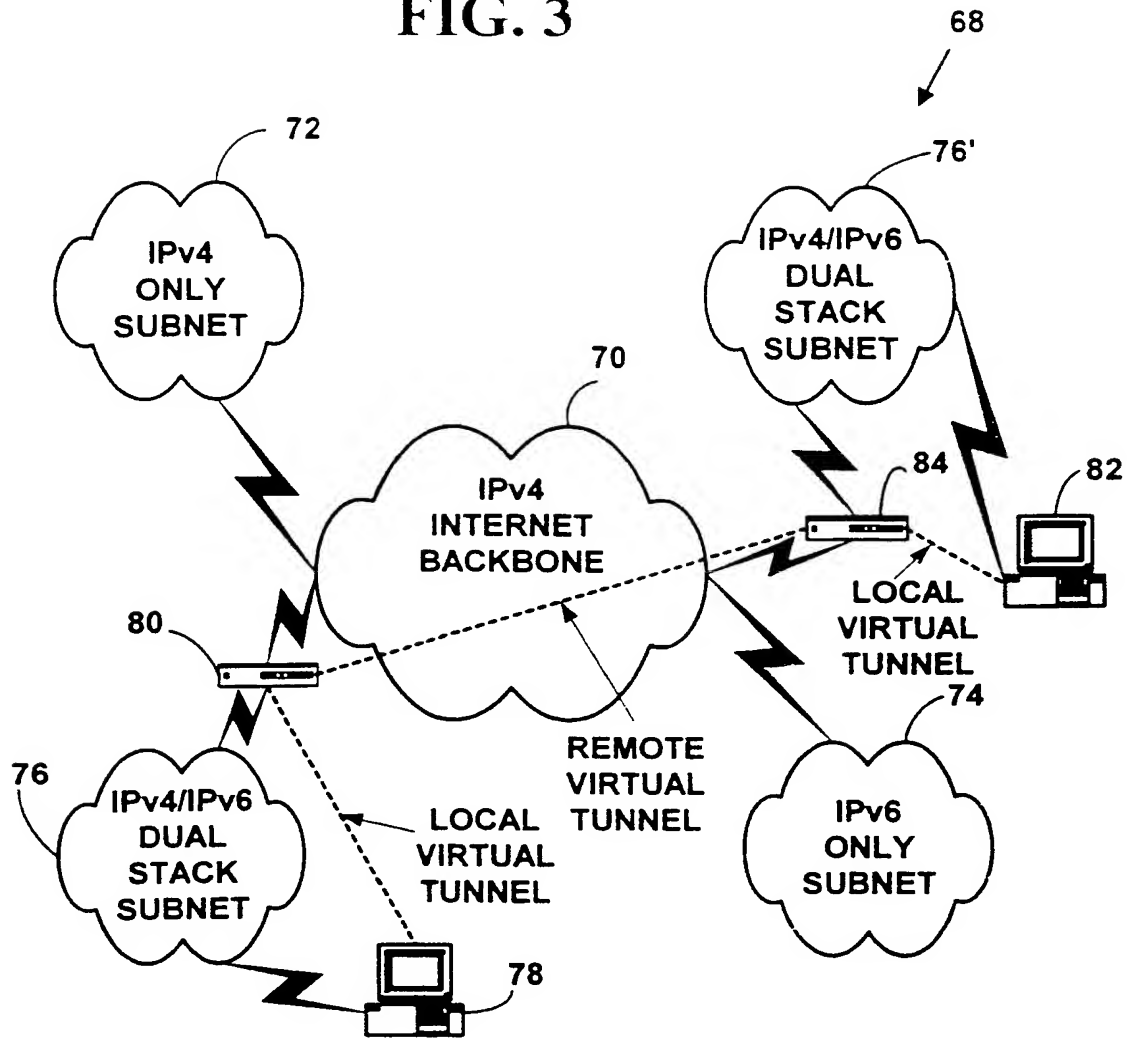 FIG. 3
68
72
76'
IPv4
ONLY
SUBNET
IPv4/IPv6
DUAL
STACK
SUBNET
70
84
82
IPv4
INTERNET
BACKBONE
LOCAL
VIRTUAL
TUNNEL
80
74
REMOTE
VIRTUAL
TUNNEL
76
IPv4/IPv6
DUAL
STACK
SUBNET
LOCAL
VIRTUAL
TUNNEL
IPv6
ONLY
SUBNET
78